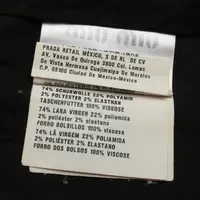 miu miu
PRADA RETAIL MEXICO, S DE RL DE CV
AV. Vasco De Quiroga 3800 Col. Lomas
De Vista Hermosa Cuajimalpa De Morelos
C.P. 05100 Ciudad De México-México
74% SCHURWOLLE 22% POLYAMID
2% POLYESTER 2% ELASTAN
TASCHENFUTTER 100% VISKOSE
74% LANA VIRGEN 22% POLIAMIDA
2% poliéster 2% elastano
FORRO BOLSILLOS 100% VISCOSA
74% LÃ VIRGEM 22% POLIAMIDA
2% POLIÉSTER 2% ELASTANO
FORRO DOS BOLSOS 100% VISCOSE